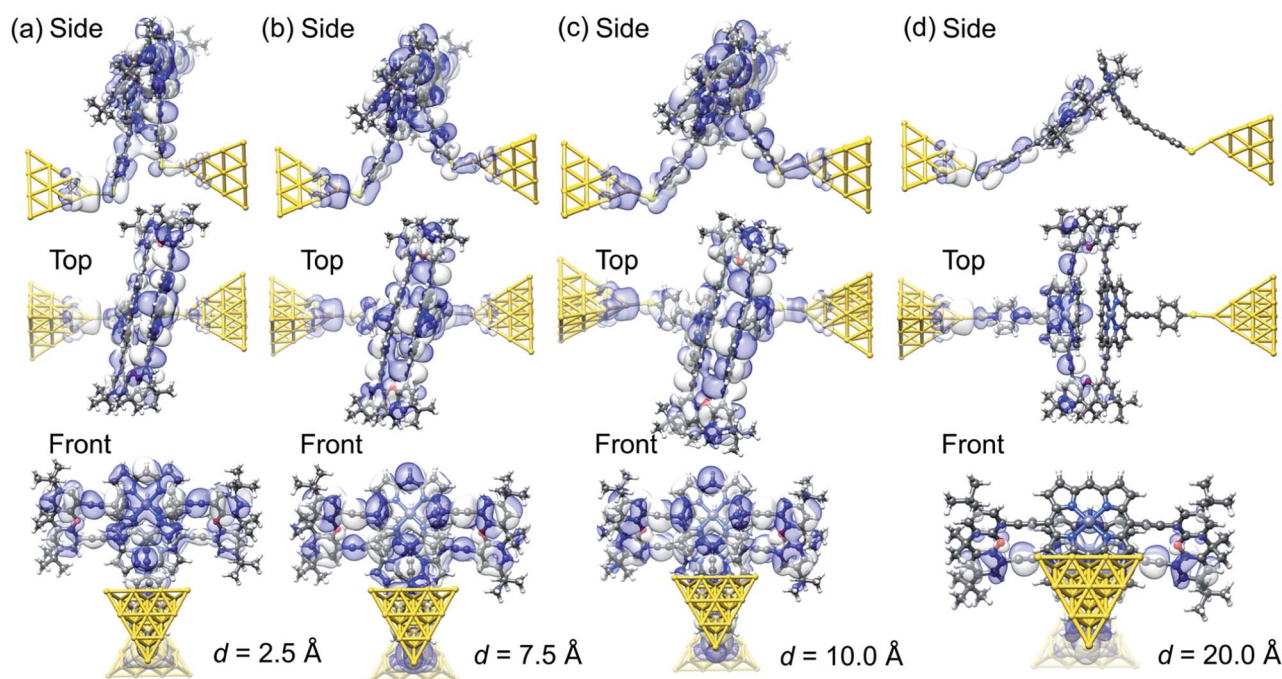 (a) Side
(b) Side
(c) Side
(d) Side
Top
Top
Top
Top
Front
Front
Front
Front
d = 2.5 Å
d = 7.5 Å
d = 10.0 Å
d = 20.0 Å